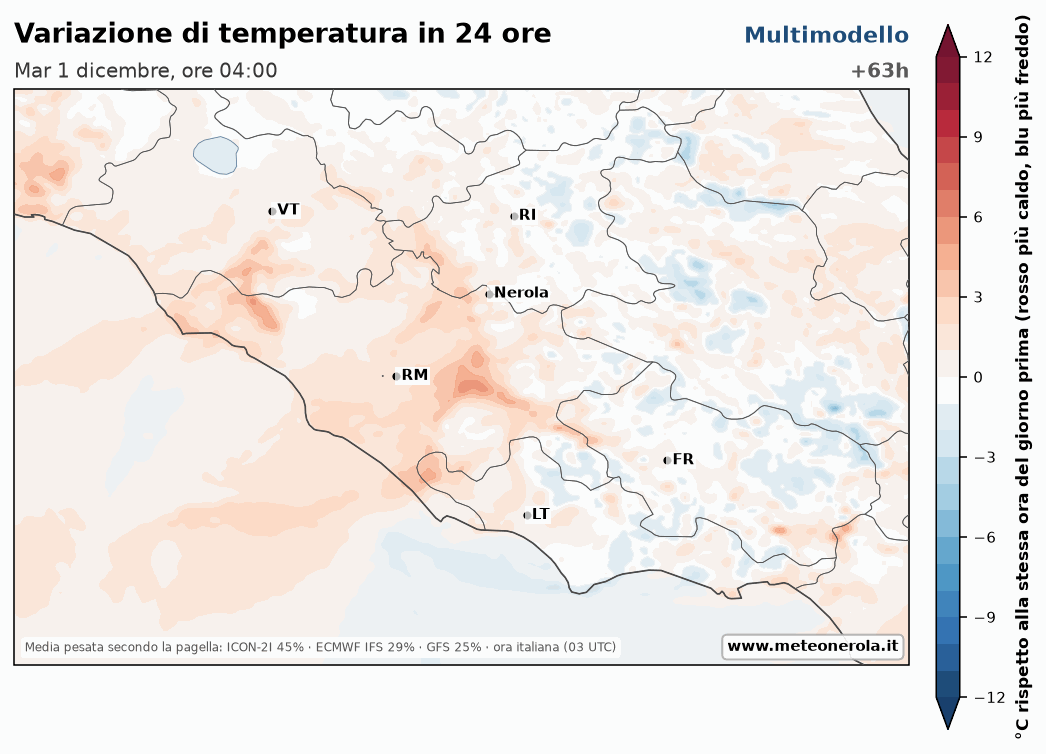 Variazione di temperatura in 24 ore
Multimodello
Mar 1 dicembre, ore 04:00
+63h
VT
RI
Nerola
RM
FR
LT
Media pesata secondo la pagella: ICON-2I 45% · ECMWF IFS 29% · GFS 25% · ora italiana (03 UTC)
www.meteonerola.it
12
9
6
3
0
−3
−6
−9
−12
°C rispetto alla stessa ora del giorno prima (rosso più caldo, blu più freddo)